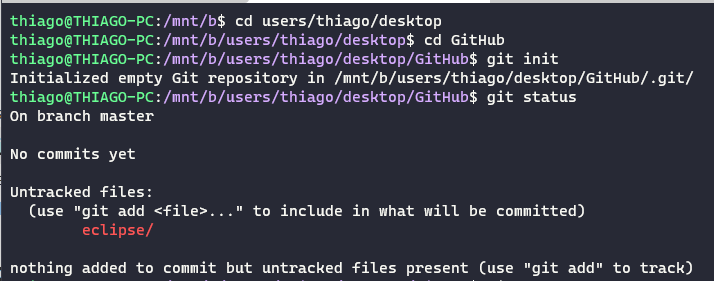 thiago@THIAGO-PC:/mnt/b$ cd users/thiago/desktop
thiago@THIAGO-PC:/mnt/b/users/thiago/desktop$ cd GitHub
thiago@THIAGO-PC:/mnt/b/users/thiago/desktop/GitHub$ git init
Initialized empty Git repository in /mnt/b/users/thiago/desktop/GitHub/.git/
thiago@THIAGO-PC:/mnt/b/users/thiago/desktop/GitHub$ git status
On branch master
No commits yet
Untracked files:
(use "git add <file>..." to include in what will be committed)
eclipse/
nothing added to commit but untracked files present (use "git add" to track)